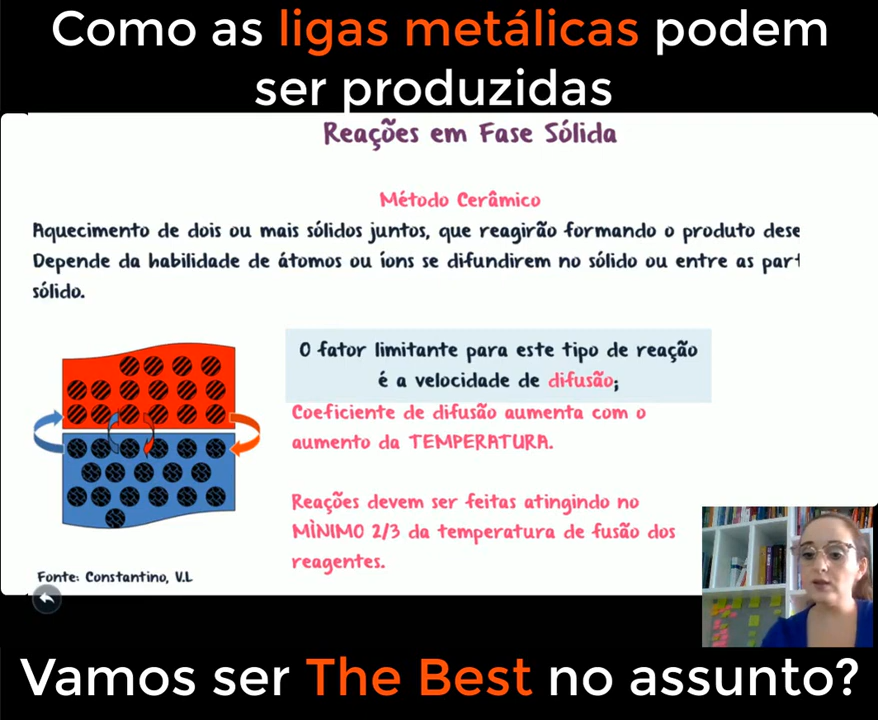 Como as ligas metálicas podem
ser produzidas
Reações em Fase Sólida
Método Cerâmico
Aquecimento de dois ou mais sólidos juntos, que reagirão formando o produto dese
Depende da habilidade de átomos ou íons se difundirem no sólido ou entre as part
sólido.
O fator limitante para este tipo de reação
é a velocidade de difusão;
Coeficiente de difusão aumenta com o
aumento da TEMPERATURA.
Reações devem ser feitas atingindo no
MÌNIMO 2/3 da temperatura de fusão dos
reagentes.
Fonte: Constantino, V.L
Vamos ser The Best no assunto?